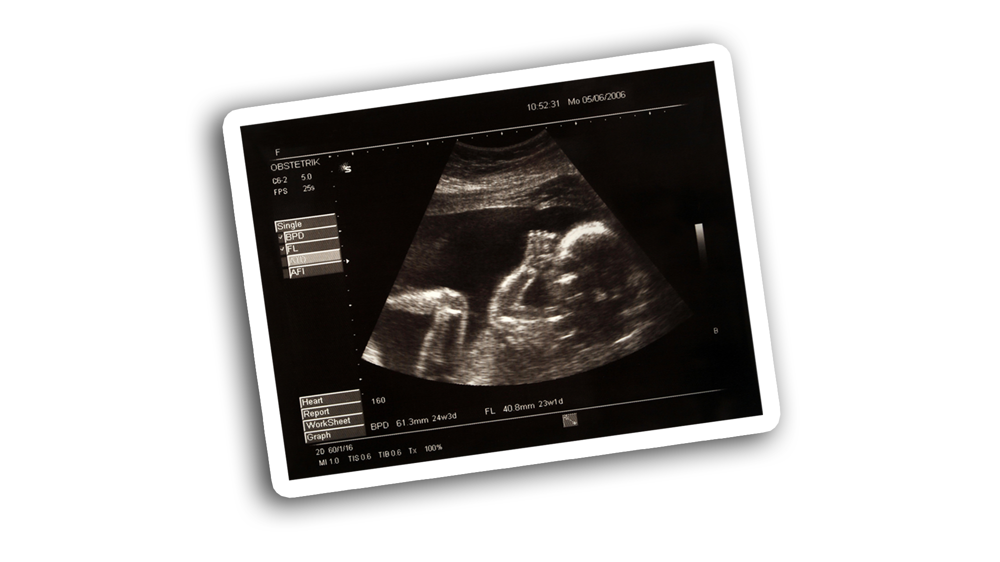 10:52:31 Mo 05/06/2006
F
OBSTETRIK
C6-2 5.0
FPS 25s
S
Single
BPD
FL
AFI
B
Heart
Report
WorkSheet
Graph
160
BPD 61.3mm 24w3d FL 40.8mm 23w1d
2D 60/1/16
MI 1.0 TIS 0.6 TIB 0.6 Tx 100%